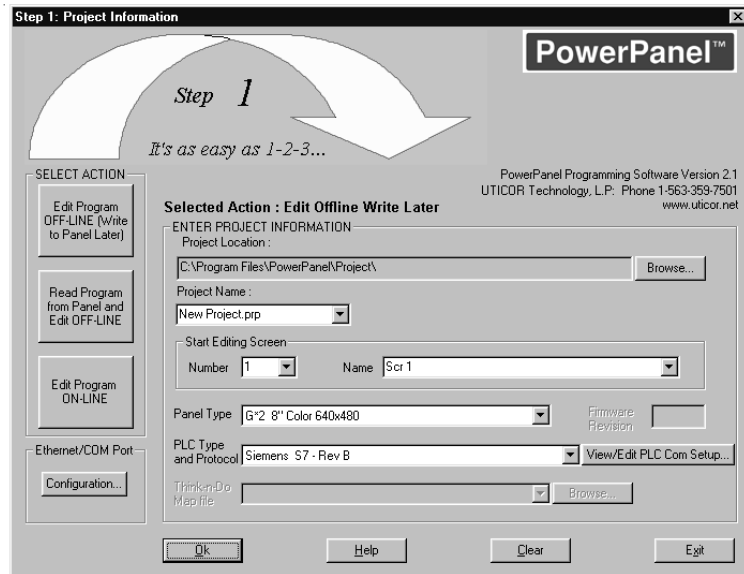 Step 1: Project Information
PowerPanel™
Step 1
It's as easy as 1-2-3...
PowerPanel Programming Software Version 2.1
UTICOR Technology, L.P: Phone 1-563-359-7501
www.uticor.net
SELECT ACTION
Edit Program
OFF-LINE (Write
to Panel Later)
Read Program
from Panel and
Edit OFF-LINE
Edit Program
ON-LINE
Ethernet/COM Port
Configuration...
Selected Action : Edit Offline Write Later
ENTER PROJECT INFORMATION
Project Location :
C:\Program Files\PowerPanel\Project\
Browse...
Project Name :
New Project.prp
Start Editing Screen
Number 1 Name Scr 1
Panel Type G*2 8" Color 640x480
Firmware
Revision
PLC Type
and Protocol Siemens S7 - Rev B View/Edit PLC Com Setup...
Think-n-Do
Map file
Browse...
Ok Help Clear Exit